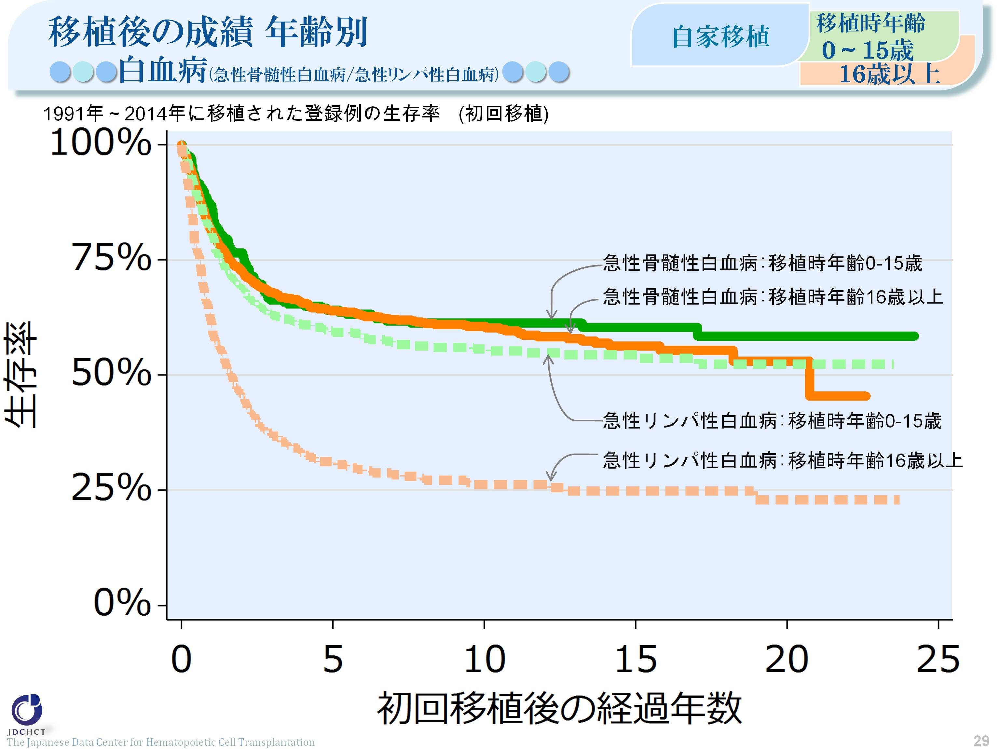 移植後の成績 年齢別
白血病(急性骨髄性白血病/急性リンパ性白血病)
自家移植
移植時年齢
0～15歳
16歳以上
1991年～2014年に移植された登録例の生存率　(初回移植)
100%
75%
50%
25%
0%
生存率
急性骨髄性白血病：移植時年齢0-15歳
急性骨髄性白血病：移植時年齢16歳以上
急性リンパ性白血病：移植時年齢0-15歳
急性リンパ性白血病：移植時年齢16歳以上
0 5 10 15 20 25
初回移植後の経過年数
JDCHCT
The Japanese Data Center for Hematopoietic Cell Transplantation
29